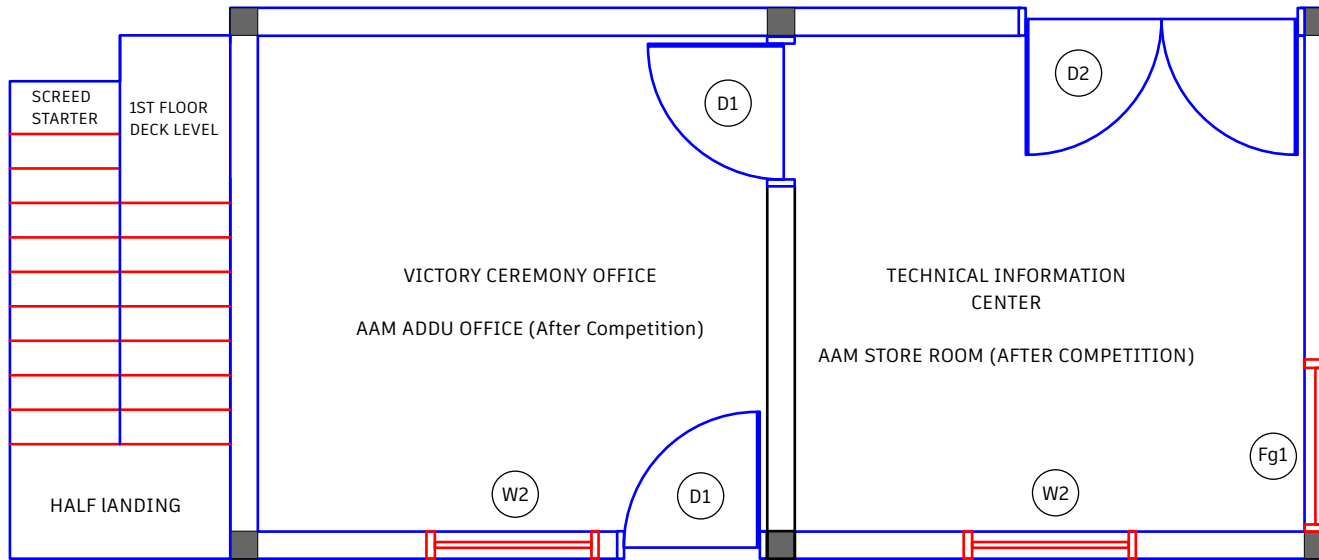 SCREED
STARTER
1ST FLOOR
DECK LEVEL
D1
D2
VICTORY CEREMONY OFFICE
AAM ADDU OFFICE (After Competition)
TECHNICAL INFORMATION
CENTER
AAM STORE ROOM (AFTER COMPETITION)
HALF lANDING
W2
D1
W2
Fg1